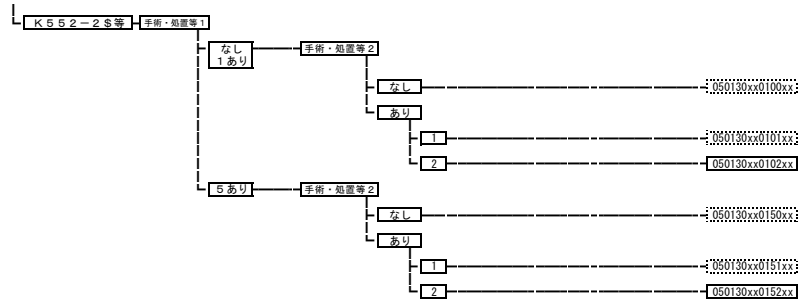 Ｋ５５２－２＄等 手術・処置等１
なし
１あり
手術・処置等２
なし 050130xx0100xx
あり
1 050130xx0101xx
2 050130xx0102xx
５あり 手術・処置等２
なし 050130xx0150xx
あり
1 050130xx0151xx
2 050130xx0152xx